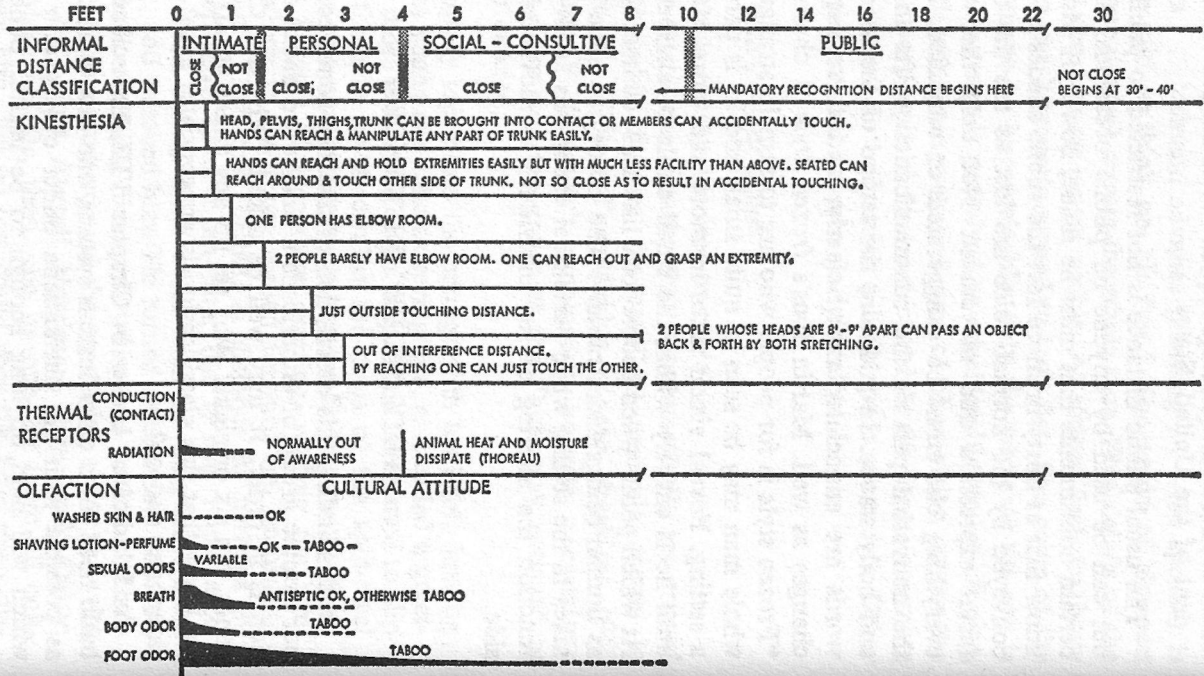 FEET 0 1 2 3 4 5 6 7 8 10 12 14 16 18 20 22 30
INFORMAL DISTANCE CLASSIFICATION
INTIMATE
PERSONAL
SOCIAL - CONSULTIVE
PUBLIC
CLOSE
NOT CLOSE
CLOSE;
NOT CLOSE
CLOSE
NOT CLOSE
MANDATORY RECOGNITION DISTANCE BEGINS HERE
NOT CLOSE
BEGINS AT 30' - 40'
KINESTHESIA
HEAD, PELVIS, THIGHS, TRUNK CAN BE BROUGHT INTO CONTACT OR MEMBERS CAN ACCIDENTALLY TOUCH.
HANDS CAN REACH & MANIPULATE ANY PART OF TRUNK EASILY.
HANDS CAN REACH AND HOLD EXTREMITIES EASILY BUT WITH MUCH LESS FACILITY THAN ABOVE. SEATED CAN
REACH AROUND & TOUCH OTHER SIDE OF TRUNK. NOT SO CLOSE AS TO RESULT IN ACCIDENTAL TOUCHING.
ONE PERSON HAS ELBOW ROOM.
2 PEOPLE BARELY HAVE ELBOW ROOM. ONE CAN REACH OUT AND GRASP AN EXTREMITY.
JUST OUTSIDE TOUCHING DISTANCE.
2 PEOPLE WHOSE HEADS ARE 8' - 9' APART CAN PASS AN OBJECT
BACK & FORTH BY BOTH STRETCHING.
OUT OF INTERFERENCE DISTANCE.
BY REACHING ONE CAN JUST TOUCH THE OTHER.
THERMAL RECEPTORS
CONDUCTION
(CONTACT)
RADIATION
NORMALLY OUT
OF AWARENESS
ANIMAL HEAT AND MOISTURE
DISSIPATE (THOREAU)
OLFACTION
CULTURAL ATTITUDE
WASHED SKIN & HAIR OK
SHAVING LOTION-PERFUME OK TABOO
SEXUAL ODORS VARIABLE TABOO
BREATH ANTISEPTIC OK, OTHERWISE TABOO
BODY ODOR TABOO
FOOT ODOR TABOO